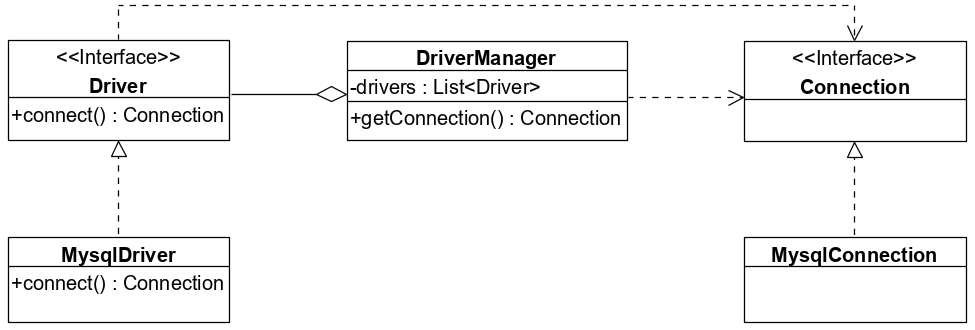 <<Interface>>
Driver
+connect() : Connection
DriverManager
-drivers : List<Driver>
+getConnection() : Connection
<<Interface>>
Connection
MysqlDriver
+connect() : Connection
MysqlConnection